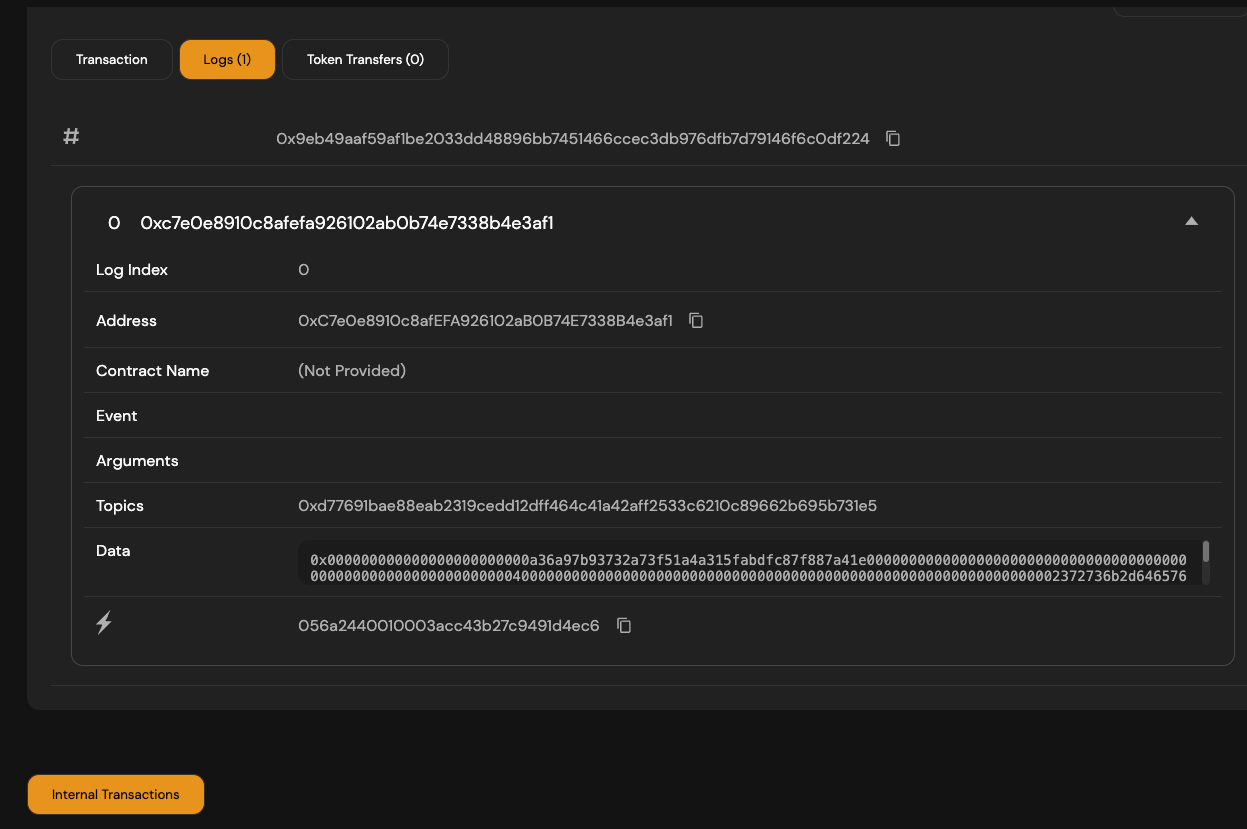 Transaction
Logs (1)
Token Transfers (0)
#
0x9eb49aaf59af1be2033dd48896bb7451466ccec3db976dfb7d79146f6c0df224
0 0xc7e0e8910c8afefa926102ab0b74e7338b4e3af1
Log Index 0
Address 0xC7e0e8910c8afEFA926102aB0B74E7338B4e3af1
Contract Name (Not Provided)
Event
Arguments
Topics 0xd77691bae88eab2319cedd12dff464c41a42aff2533c6210c89662b695b731e5
Data
056a2440010003acc43b27c9491d4ec6
Internal Transactions